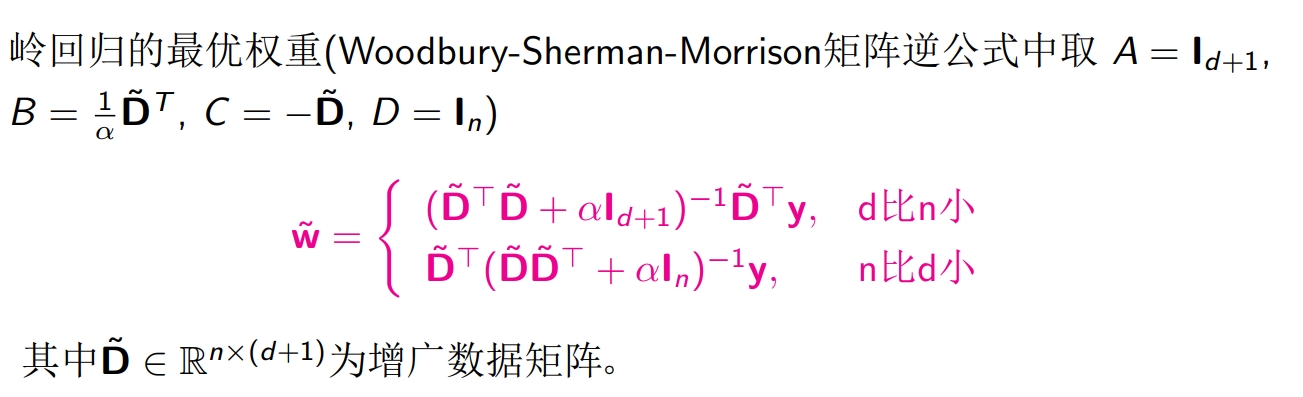 岭回归的最优权重(Woodbury-Sherman-Morrison矩阵逆公式中取 $A = \mathbf{I}_{d+1}$,
$B = \frac{1}{\alpha}\tilde{\mathbf{D}}^T$, $C = -\tilde{\mathbf{D}}$, $D = \mathbf{I}_n$)
$\tilde{\mathbf{w}} = \begin{cases} (\tilde{\mathbf{D}}^\top \tilde{\mathbf{D}} + \alpha \mathbf{I}_{d+1})^{-1} \tilde{\mathbf{D}}^\top \mathbf{y}, & \text{d比n小} \\ \tilde{\mathbf{D}}^\top (\tilde{\mathbf{D}} \tilde{\mathbf{D}}^\top + \alpha \mathbf{I}_n)^{-1} \mathbf{y}, & \text{n比d小} \end{cases}$
其中$\tilde{\mathbf{D}} \in \mathbb{R}^{n \times (d+1)}$为增广数据矩阵。